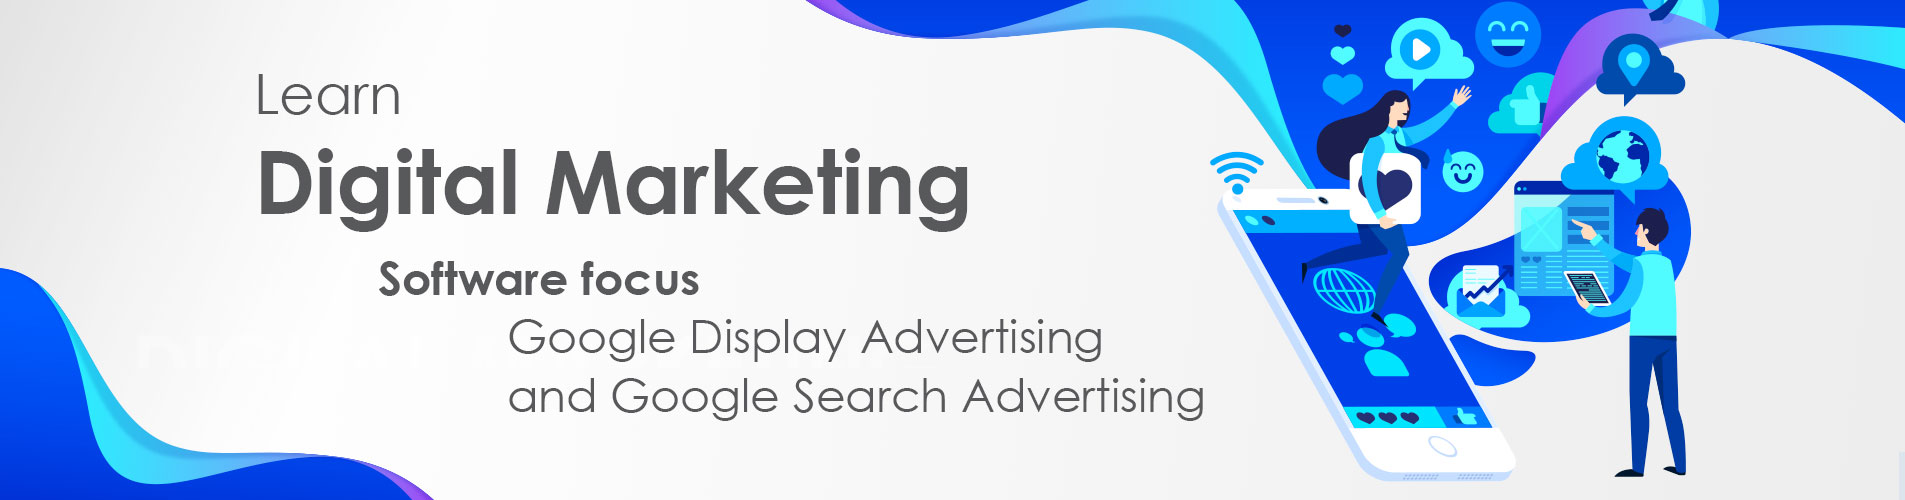 Learn
Digital Marketing
Software focus
Google Display Advertising
and Google Search Advertising